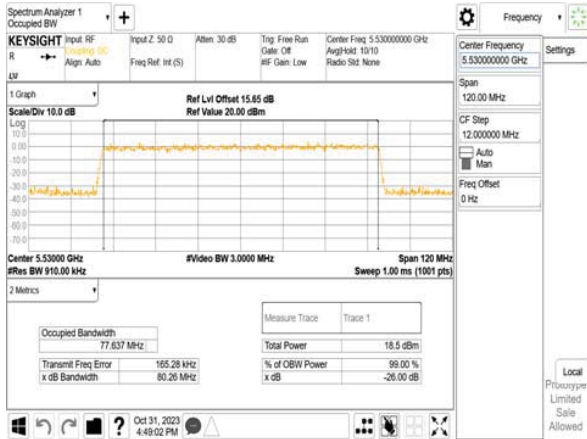 Spectrum Analyzer 1
Occupied BW
+
Frequency
KEYSIGHT
R
Input: RF
Coupling: DC
Align: Auto
Input Z: 50 Ω
Freq Ref: Int (S)
Atten: 30 dB
Trig: Free Run
Gate: Off
#IF Gain: Low
Center Freq: 5.530000000 GHz
Avg|Hold: 10/10
Radio Std: None
LXI
1 Graph
Scale/Div 10.0 dB
Ref Lvl Offset 15.65 dB
Ref Value 20.00 dBm
Log
10.0
0.00
-10.0
-20.0
-30.0
-40.0
-50.0
-60.0
-70.0
Center 5.53000 GHz
#Res BW 910.00 kHz
#Video BW 3.0000 MHz
Span 120 MHz
Sweep 1.00 ms (1001 pts)
2 Metrics
Measure Trace
Trace 1
Occupied Bandwidth
77.637 MHz
Total Power
18.5 dBm
Transmit Freq Error
165.28 kHz
% of OBW Power
99.00 %
x dB Bandwidth
80.26 MHz
x dB
-26.00 dB
?
Oct 31, 2023
4:49:02 PM
Center Frequency
5.530000000 GHz
Settings
Span
120.00 MHz
CF Step
12.000000 MHz
Auto
Man
Freq Offset
0 Hz
Local
Prototype
Limited
Sale
Allowed